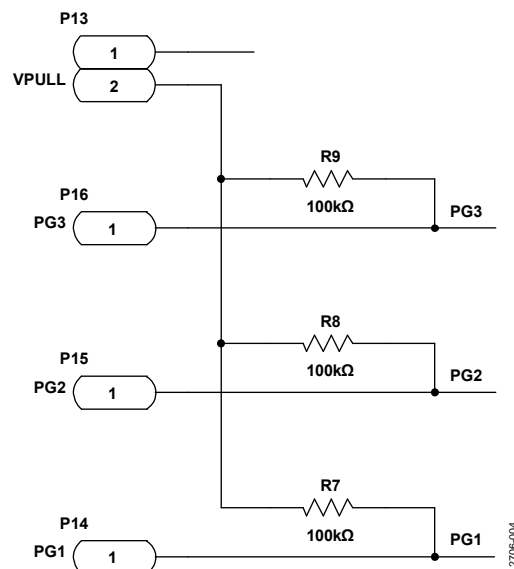 P13
1
VPULL
2
R9
100kΩ
P16
PG3
1
PG3
R8
100kΩ
P15
PG2
1
PG2
R7
100kΩ
P14
PG1
1
PG1